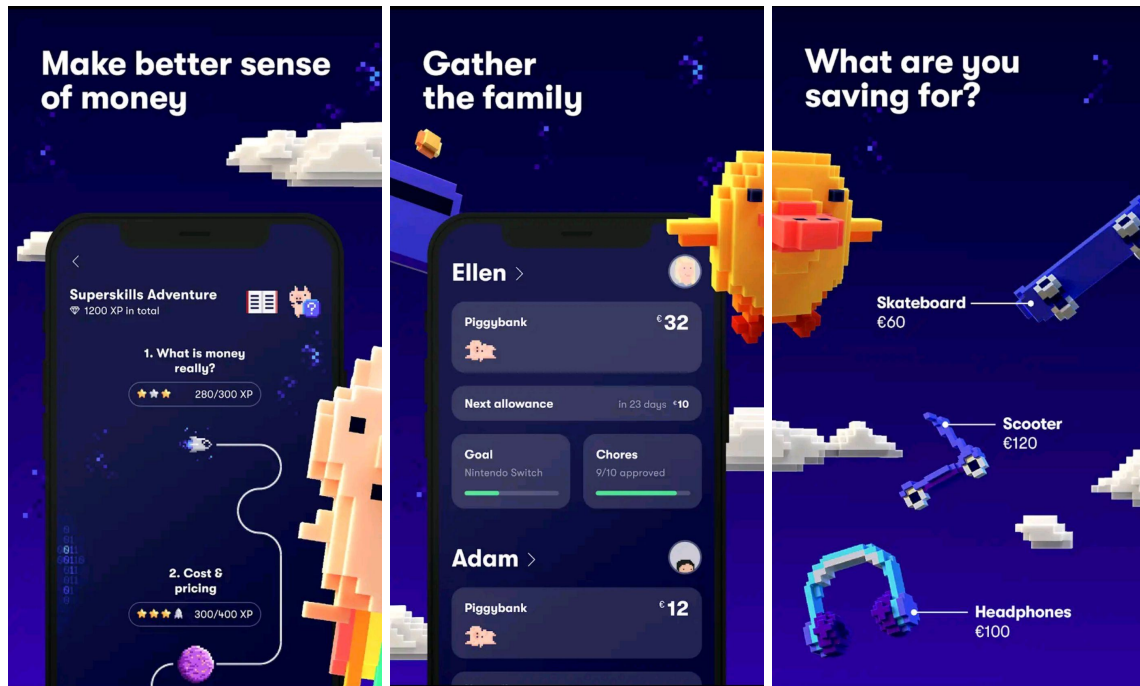 Make better sense
of money
Superskills Adventure
1200 XP in total
1. What is money
really?
280/300 XP
2. Cost &
pricing
300/400 XP
Gather
the family
Ellen
Piggybank
€32
Next allowance
in 23 days €10
Goal
Nintendo Switch
Chores
9/10 approved
Adam
Piggybank
€12
What are you
saving for?
Skateboard
€60
Scooter
€120
Headphones
€100